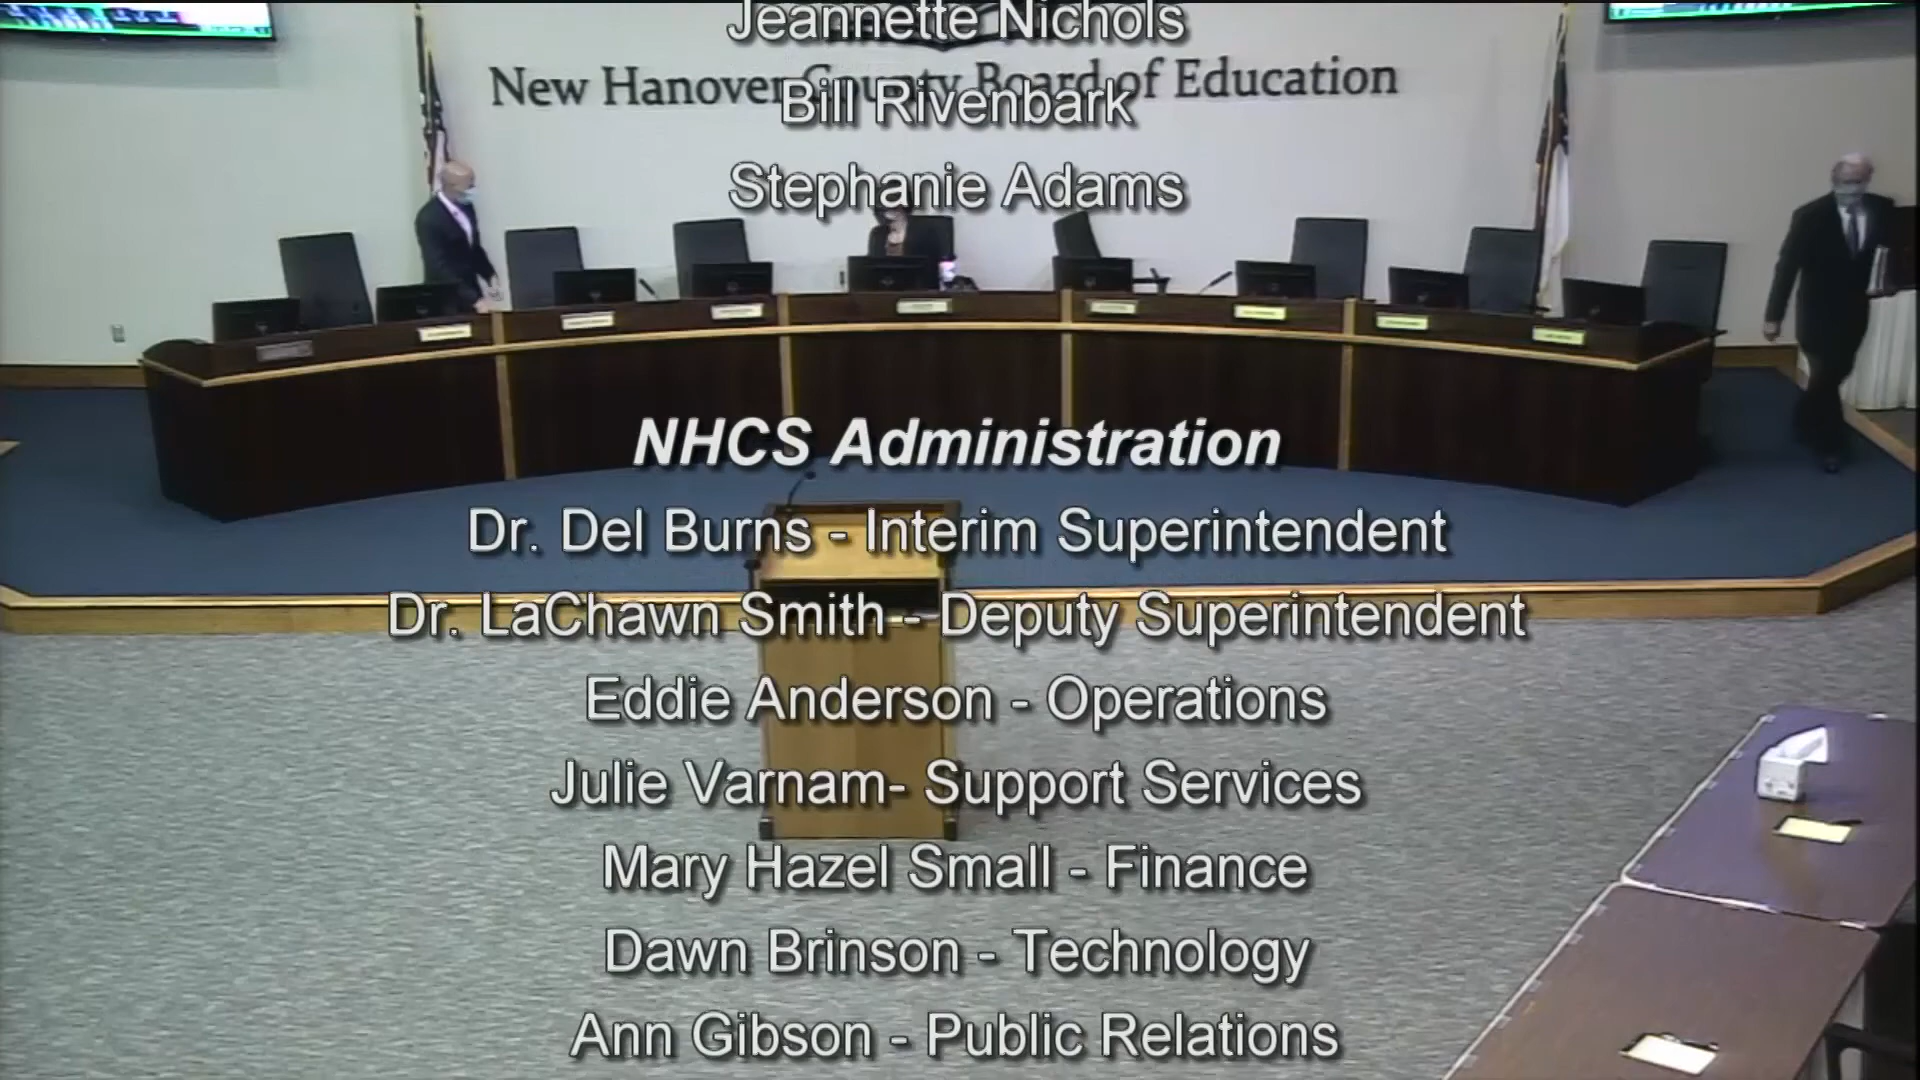 Jeannette Nichols
New Hanover County Board of Education
Bill Rivenbark
Stephanie Adams
NHCS Administration
Dr. Del Burns - Interim Superintendent
Dr. LaChawn Smith - Deputy Superintendent
Eddie Anderson - Operations
Julie Varnam- Support Services
Mary Hazel Small - Finance
Dawn Brinson - Technology
Ann Gibson - Public Relations